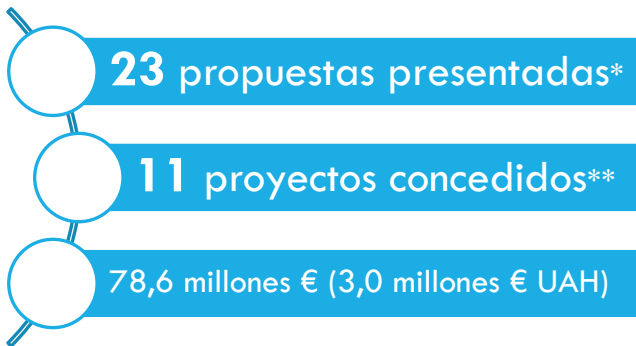 23 propuestas presentadas*
11 proyectos concedidos**
78,6 millones € (3,0 millones € UAH)